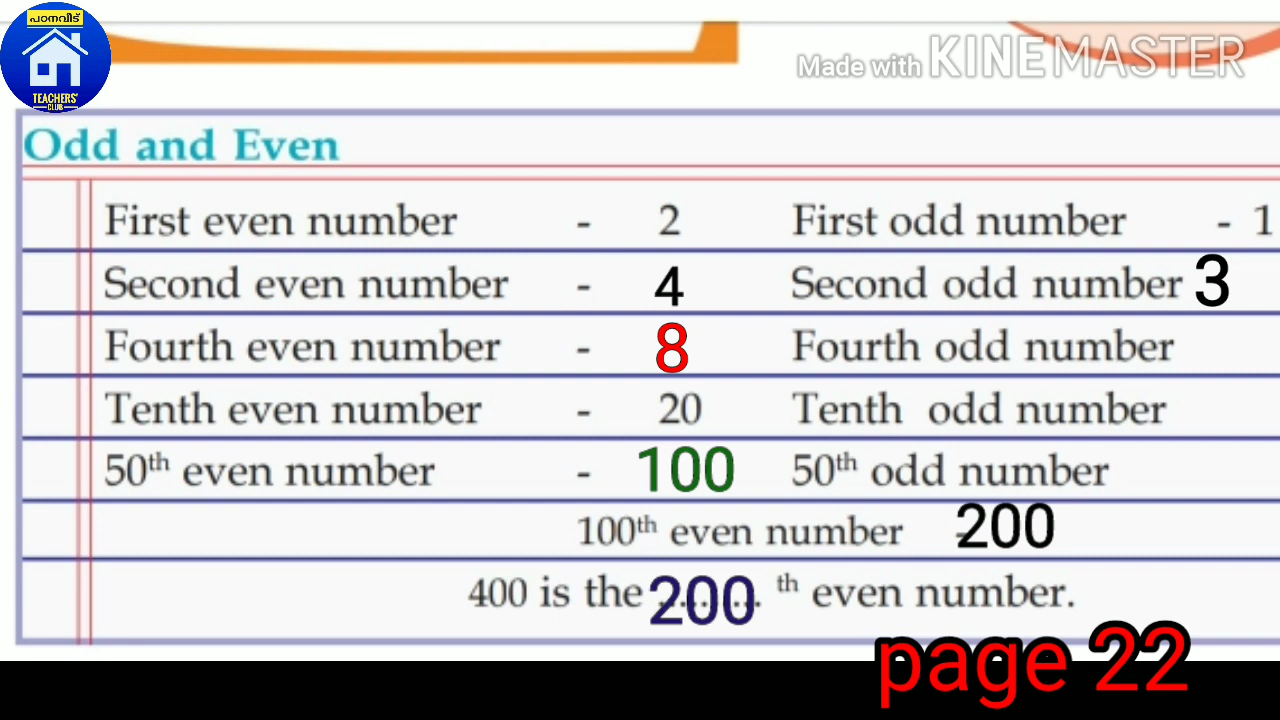 പഠനവീട്
TEACHERS'
CLUB
Made with KINEMASTER
Odd and Even
First even number - 2 First odd number - 1
Second even number - 4 Second odd number 3
Fourth even number - 8 Fourth odd number
Tenth even number - 20 Tenth odd number
50th even number - 100 50th odd number
100th even number - 200
400 is the 200 th even number.
page 22